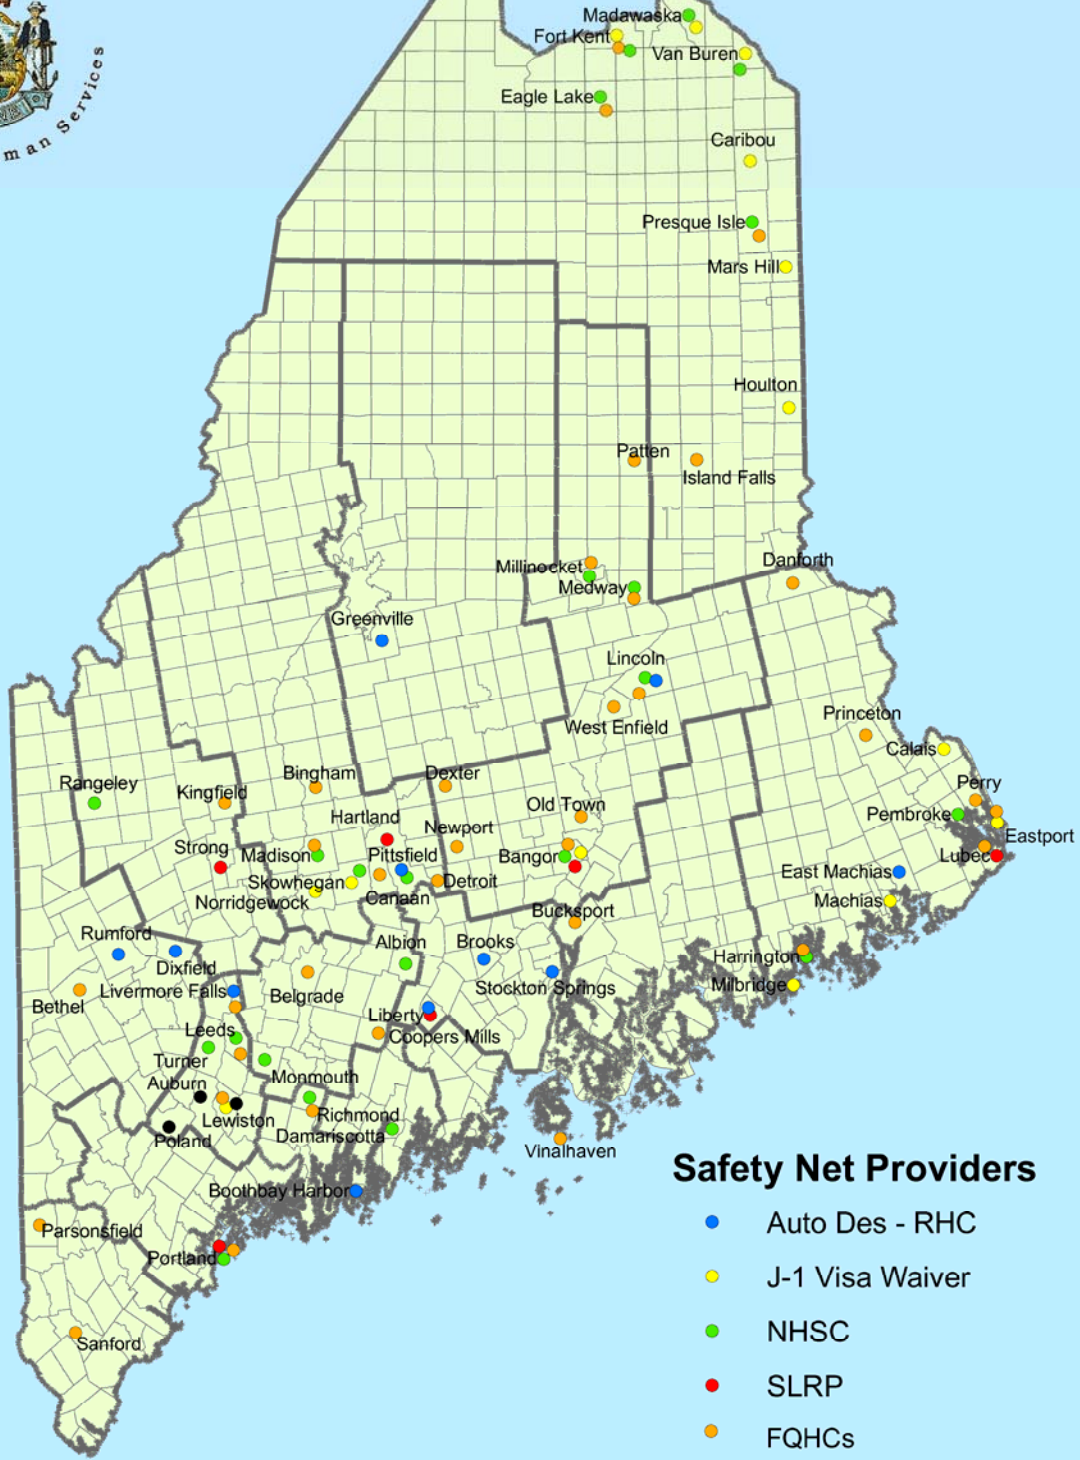 man Services
Madawaska
Fort Kent
Van Buren
Eagle Lake
Caribou
Presque Isle
Mars Hill
Houlton
Patten
Island Falls
Millinocket
Danforth
Medway
Greenville
Lincoln
West Enfield
Princeton
Calais
Rangeley
Kingfield
Bingham
Dexter
Perry
Old Town
Hartland
Newport
Pembroke
Eastport
Strong
Madison
Pittsfield
Bangor
Lubec
Skowhegan
Detroit
East Machias
Norridgewock
Canaan
Machias
Bucksport
Rumford
Albion
Brooks
Dixfield
Harrington
Livermore Falls
Belgrade
Stockton Springs
Milbridge
Bethel
Liberty
Leeds
Coopers Mills
Turner
Auburn
Monmouth
Lewiston
Richmond
Poland
Damariscotta
Vinalhaven
Boothbay Harbor
Parsonsfield
Portland
Sanford
Safety Net Providers
Auto Des - RHC
J-1 Visa Waiver
NHSC
SLRP
FQHCs